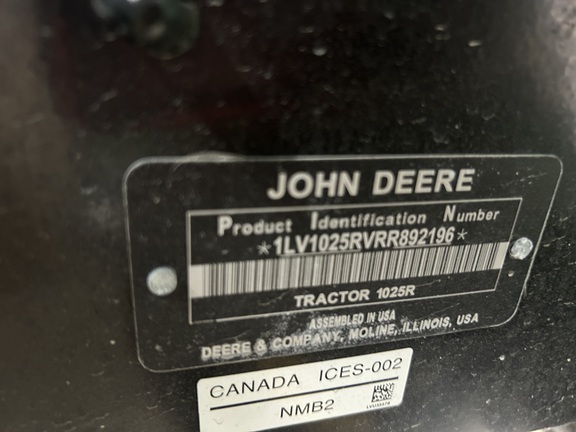 JOHN DEERE
Product Identification Number
*1LV1025RVRR892196*
TRACTOR 1025R
ASSEMBLED IN USA
DEERE & COMPANY, MOLINE, ILLINOIS, USA
CANADA ICES-002
NMB2